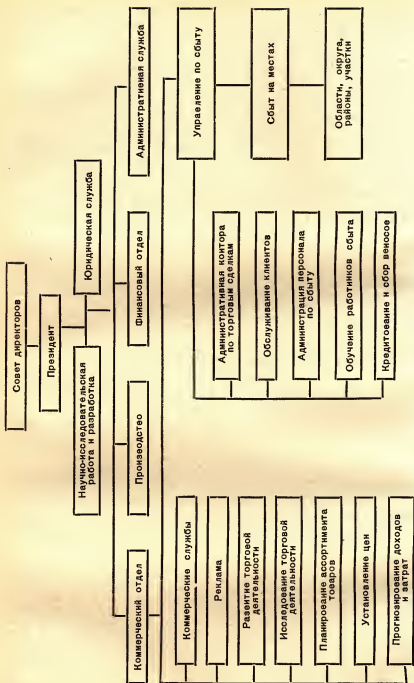 Совет директоров
Президент
Научно-исследовательская
работа и разработка
Юридическая служба
Коммерческий отдел
Производство
Финансовый отдел
Административная служба
Коммерческие службы
Реклама
Развитие торговой
деятельности
Исследование торговой
деятельности
Планирование ассортимента
товаров
Установление цен
Прогнозирование доходов
и затрат
Управление по сбыту
Административная контора
по торговым сделкам
Обслуживание клиентов
Администрация персонала
по сбыту
Обучение работников сбыта
Кредитование и сбор взносов
Сбыт на местах
Области, округа,
районы, участки